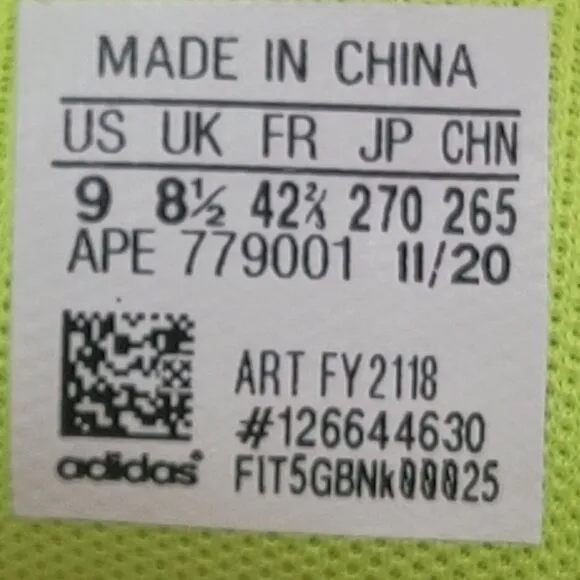 MADE IN CHINA
US UK FR JP CHN
9 8½ 42⅔ 270 265
APE 779001 11/20
ART FY2118
#126644630
adidas® FIT5GBNk00025